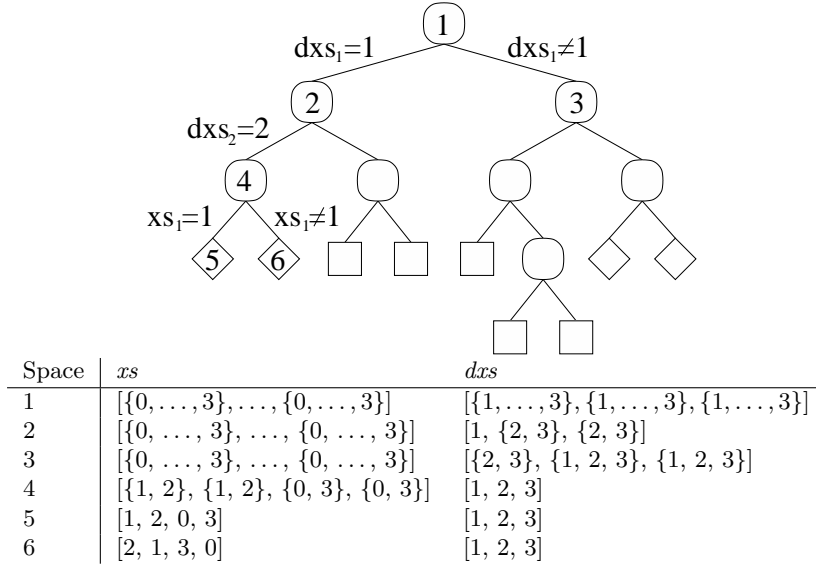 1
dxs₁=1 dxs₁≠1
2 3
dxs₂=2
4
xs₁=1 xs₁≠1
5 6
Space xs dxs
1 [{0, . . . , 3}, . . . , {0, . . . , 3}] [{1, . . . , 3}, {1, . . . , 3}, {1, . . . , 3}]
2 [{0, . . . , 3}, . . . , {0, . . . , 3}] [1, {2, 3}, {2, 3}]
3 [{0, . . . , 3}, . . . , {0, . . . , 3}] [{2, 3}, {1, 2, 3}, {1, 2, 3}]
4 [{1, 2}, {1, 2}, {0, 3}, {0, 3}] [1, 2, 3]
5 [1, 2, 0, 3] [1, 2, 3]
6 [2, 1, 3, 0] [1, 2, 3]